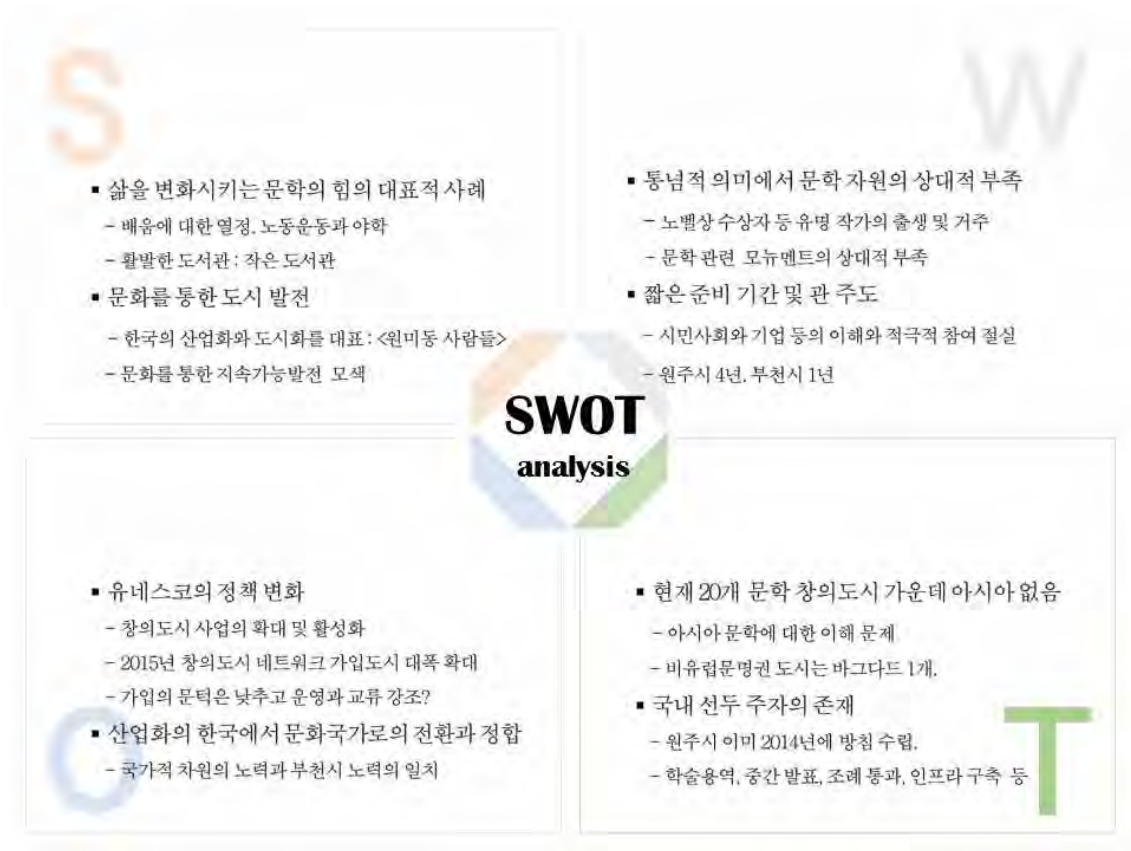 S
▪ 삶을 변화시키는 문학의 힘의 대표적 사례
- 배움에 대한 열정, 노동운동과 야학
- 활발한 도서관 : 작은 도서관
▪ 문화를 통한 도시 발전
- 한국의 산업화와 도시화를 대표 : <원미동 사람들>
- 문화를 통한 지속가능발전 모색
W
▪ 통념적 의미에서 문학 자원의 상대적 부족
- 노벨상 수상자 등 유명 작가의 출생 및 거주
- 문학 관련 모뉴멘트의 상대적 부족
▪ 짧은 준비 기간 및 관 주도
- 시민사회와 기업 등의 이해와 적극적 참여 절실
- 원주시 4년, 부천시 1년
SWOT
analysis
▪ 유네스코의 정책 변화
- 창의도시 사업의 확대 및 활성화
- 2015년 창의도시 네트워크 가입도시 대폭 확대
- 가입의 문턱은 낮추고 운영과 교류 강조?
▪ 산업화의 한국에서 문화국가로의 전환과 정합
- 국가적 차원의 노력과 부천시 노력의 일치
O
▪ 현재 20개 문학 창의도시 가운데 아시아 없음
- 아시아 문학에 대한 이해 문제
- 비유럽문명권 도시는 바그다드 1개.
▪ 국내 선두 주자의 존재
- 원주시 이미 2014년에 방침 수립.
- 학술용역, 중간 발표, 조례 통과, 인프라 구축 등
T